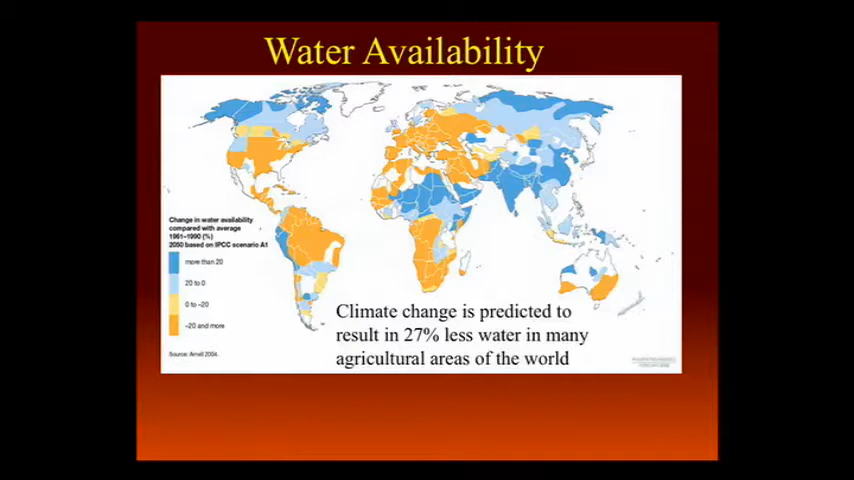 Water Availability
Change in water availability
compared with average
1961–1990 (%)
2050 based on IPCC scenario A1
more than 20
20 to 0
0 to –20
–20 and more
Source: Arnell 2004.
Climate change is predicted to
result in 27% less water in many
agricultural areas of the world